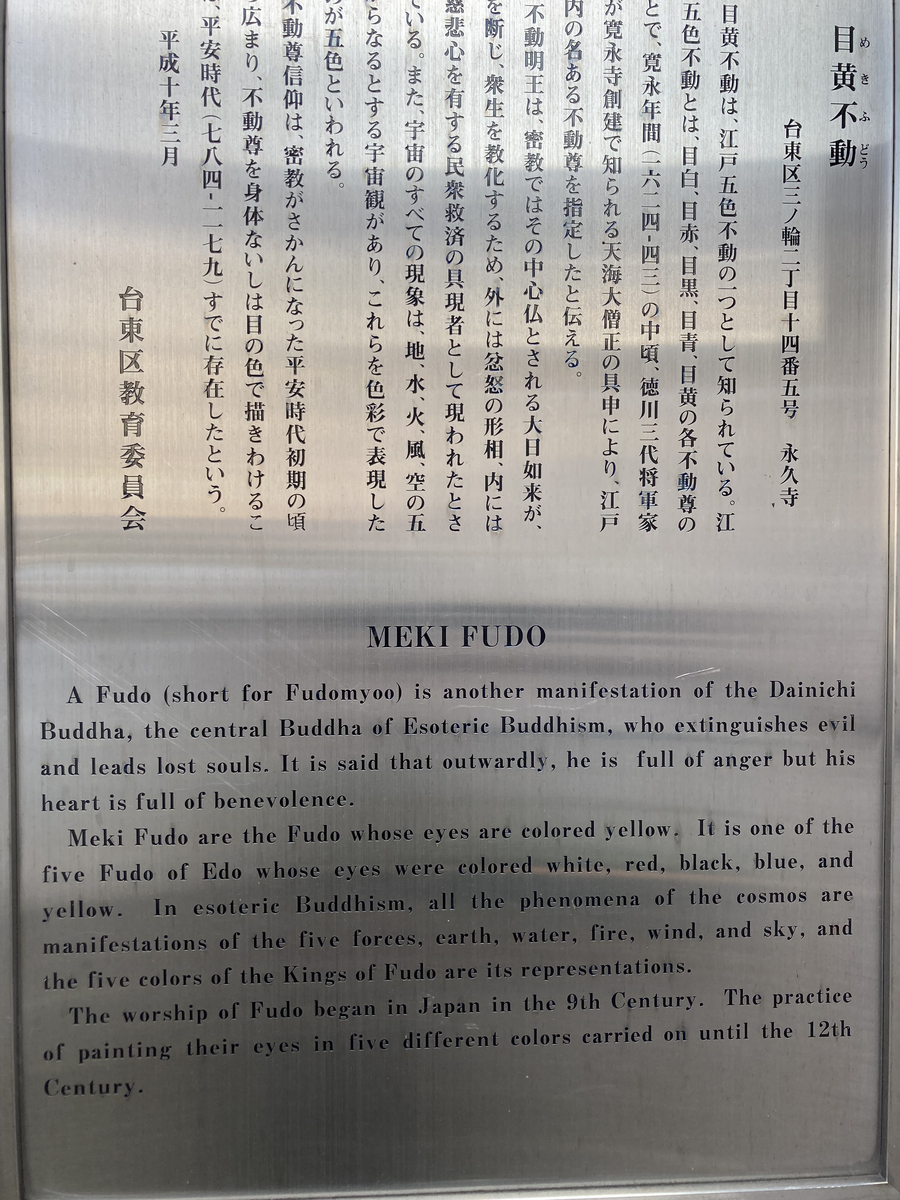 目黄不動
めきふどう
台東区三ノ輪二丁目十四番五号 永久寺
目黄不動は、江戸五色不動の一つとして知られている。江
五色不動とは、目白、目赤、目黒、目青、目黄の各不動尊の
とで、寛永年間(一六二四-四三)の中頃、徳川三代将軍家
が寛永寺創建で知られる天海大僧正の具申により、江戸
内の名ある不動尊を指定したと伝える。
不動明王は、密教ではその中心仏とされる大日如来が、
を断じ、衆生を教化するため、外には忿怒の形相、内には
慈悲心を有する民衆救済の具現者として現われたとさ
ている。また、宇宙のすべての現象は、地、水、火、風、空の五
らなるとする宇宙観があり、これらを色彩で表現した
が五色といわれる。
不動尊信仰は、密教がさかんになった平安時代初期の頃
広まり、不動尊を身体ないしは目の色で描きわけるこ
、平安時代(七八四-一一七九)すでに存在したという。
平成十年三月
台東区教育委員会
MEKI FUDO
A Fudo (short for Fudomyoo) is another manifestation of the Dainichi
Buddha, the central Buddha of Esoteric Buddhism, who extinguishes evil
and leads lost souls. It is said that outwardly, he is full of anger but his
heart is full of benevolence.
Meki Fudo are the Fudo whose eyes are colored yellow. It is one of the
five Fudo of Edo whose eyes were colored white, red, black, blue, and
yellow. In esoteric Buddhism, all the phenomena of the cosmos are
manifestations of the five forces, earth, water, fire, wind, and sky, and
the five colors of the Kings of Fudo are its representations.
The worship of Fudo began in Japan in the 9th Century. The practice
of painting their eyes in five different colors carried on until the 12th
Century.